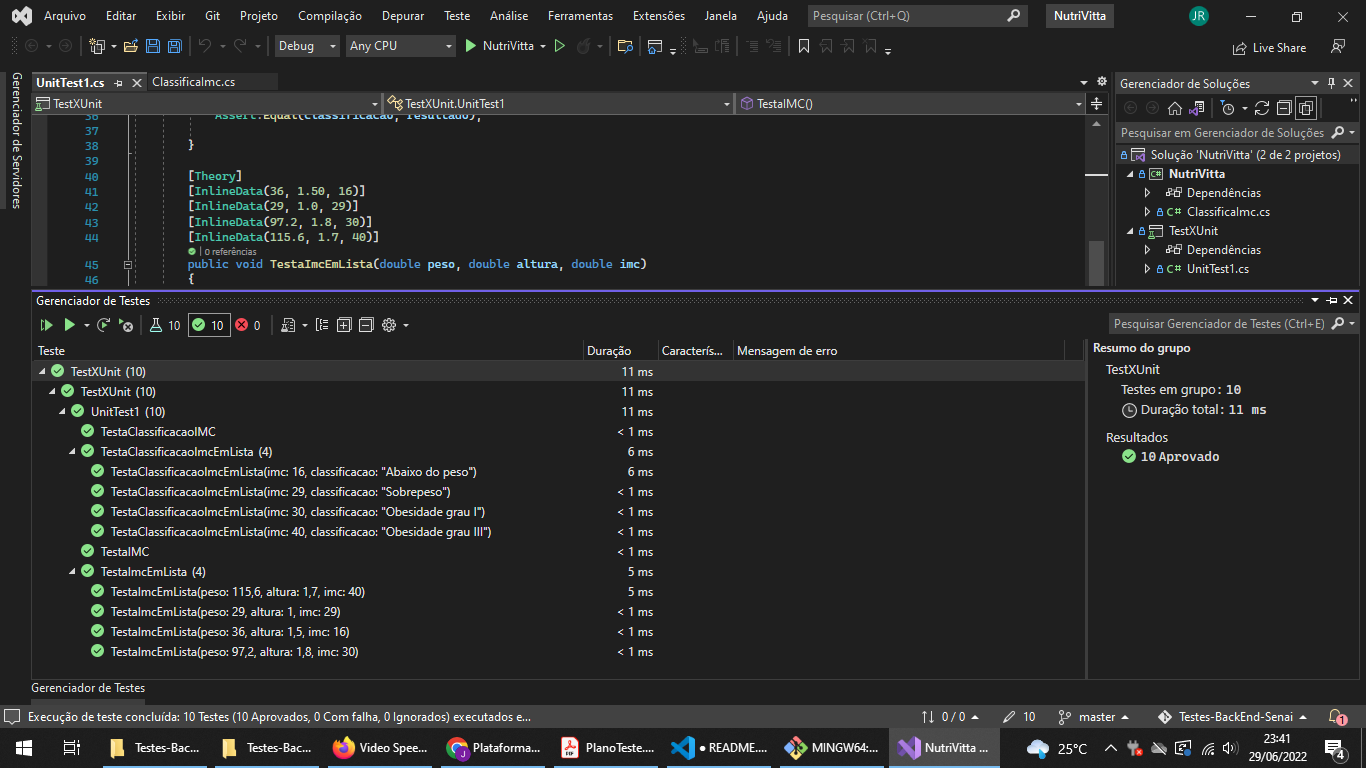 Arquivo Editar Exibir Git Projeto Compilação Depurar Teste Análise Ferramentas Extensões Janela Ajuda Pesquisar (Ctrl+Q) NutriVitta JR
Debug Any CPU NutriVitta Live Share
Gerenciador de Servidores
UnitTest1.cs ClassificaImc.cs
TestXUnit TestXUnit.UnitTest1 TestaIMC()
36 Assert.Equal(classificacao, resultado);
37
38 }
39
40 [Theory]
41 [InlineData(36, 1.50, 16)]
42 [InlineData(29, 1.0, 29)]
43 [InlineData(97.2, 1.8, 30)]
44 [InlineData(115.6, 1.7, 40)]
| 0 referências
45 public void TestaImcEmLista(double peso, double altura, double imc)
46 {
Gerenciador de Soluções
Pesquisar em Gerenciador de Soluções
Solução 'NutriVitta' (2 de 2 projetos)
NutriVitta
Dependências
C# ClassificaImc.cs
TestXUnit
Dependências
C# UnitTest1.cs
Gerenciador de Testes
10 10 0
Pesquisar Gerenciador de Testes (Ctrl+E)
Teste Duração Caracterís... Mensagem de erro
TestXUnit (10) 11 ms
TestXUnit (10) 11 ms
UnitTest1 (10) 11 ms
TestaClassificacaoIMC < 1 ms
TestaClassificacaoImcEmLista (4) 6 ms
TestaClassificacaoImcEmLista(imc: 16, classificacao: "Abaixo do peso") 6 ms
TestaClassificacaoImcEmLista(imc: 29, classificacao: "Sobrepeso") < 1 ms
TestaClassificacaoImcEmLista(imc: 30, classificacao: "Obesidade grau I") < 1 ms
TestaClassificacaoImcEmLista(imc: 40, classificacao: "Obesidade grau III") < 1 ms
TestaIMC < 1 ms
TestaImcEmLista (4) 5 ms
TestaImcEmLista(peso: 115,6, altura: 1,7, imc: 40) 5 ms
TestaImcEmLista(peso: 29, altura: 1, imc: 29) < 1 ms
TestaImcEmLista(peso: 36, altura: 1,5, imc: 16) < 1 ms
TestaImcEmLista(peso: 97,2, altura: 1,8, imc: 30) < 1 ms
Resumo do grupo
TestXUnit
Testes em grupo: 10
Duração total: 11 ms
Resultados
10 Aprovado
Gerenciador de Testes
Execução de teste concluída: 10 Testes (10 Aprovados, 0 Com falha, 0 Ignorados) executados e... 0 / 0 10 master Testes-BackEnd-Senai 1
Testes-Bac... Testes-Bac... Video Spee... Plataforma... PlanoTeste.... ● README.... MINGW64:... NutriVitta ... 25°C 23:41
29/06/2022 4